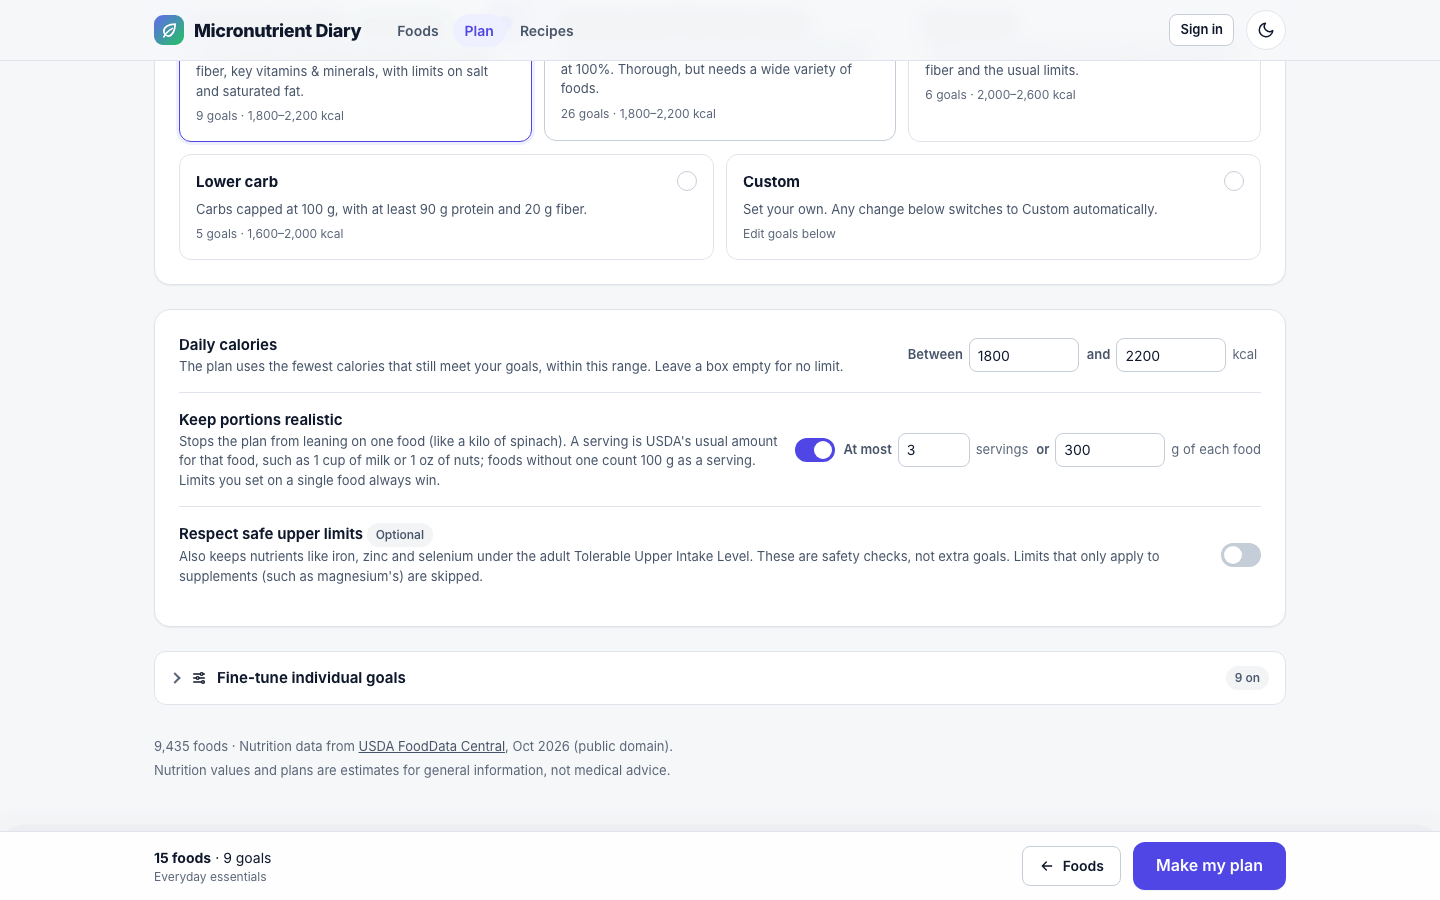 Micronutrient Diary
Foods
Plan
Recipes
Sign in
fiber, key vitamins & minerals, with limits on salt
and saturated fat.
9 goals · 1,800–2,200 kcal
at 100%. Thorough, but needs a wide variety of
foods.
26 goals · 1,800–2,200 kcal
fiber and the usual limits.
6 goals · 2,000–2,600 kcal
Lower carb
Carbs capped at 100 g, with at least 90 g protein and 20 g fiber.
5 goals · 1,600–2,000 kcal
Custom
Set your own. Any change below switches to Custom automatically.
Edit goals below
Daily calories
The plan uses the fewest calories that still meet your goals, within this range. Leave a box empty for no limit.
Between 1800 and 2200 kcal
Keep portions realistic
Stops the plan from leaning on one food (like a kilo of spinach). A serving is USDA's usual amount
for that food, such as 1 cup of milk or 1 oz of nuts; foods without one count 100 g as a serving.
Limits you set on a single food always win.
At most 3 servings or 300 g of each food
Respect safe upper limits Optional
Also keeps nutrients like iron, zinc and selenium under the adult Tolerable Upper Intake Level. These are safety checks, not extra goals. Limits that only apply to
supplements (such as magnesium's) are skipped.
Fine-tune individual goals
9 on
9,435 foods · Nutrition data from USDA FoodData Central, Oct 2026 (public domain).
Nutrition values and plans are estimates for general information, not medical advice.
15 foods · 9 goals
Everyday essentials
← Foods
Make my plan